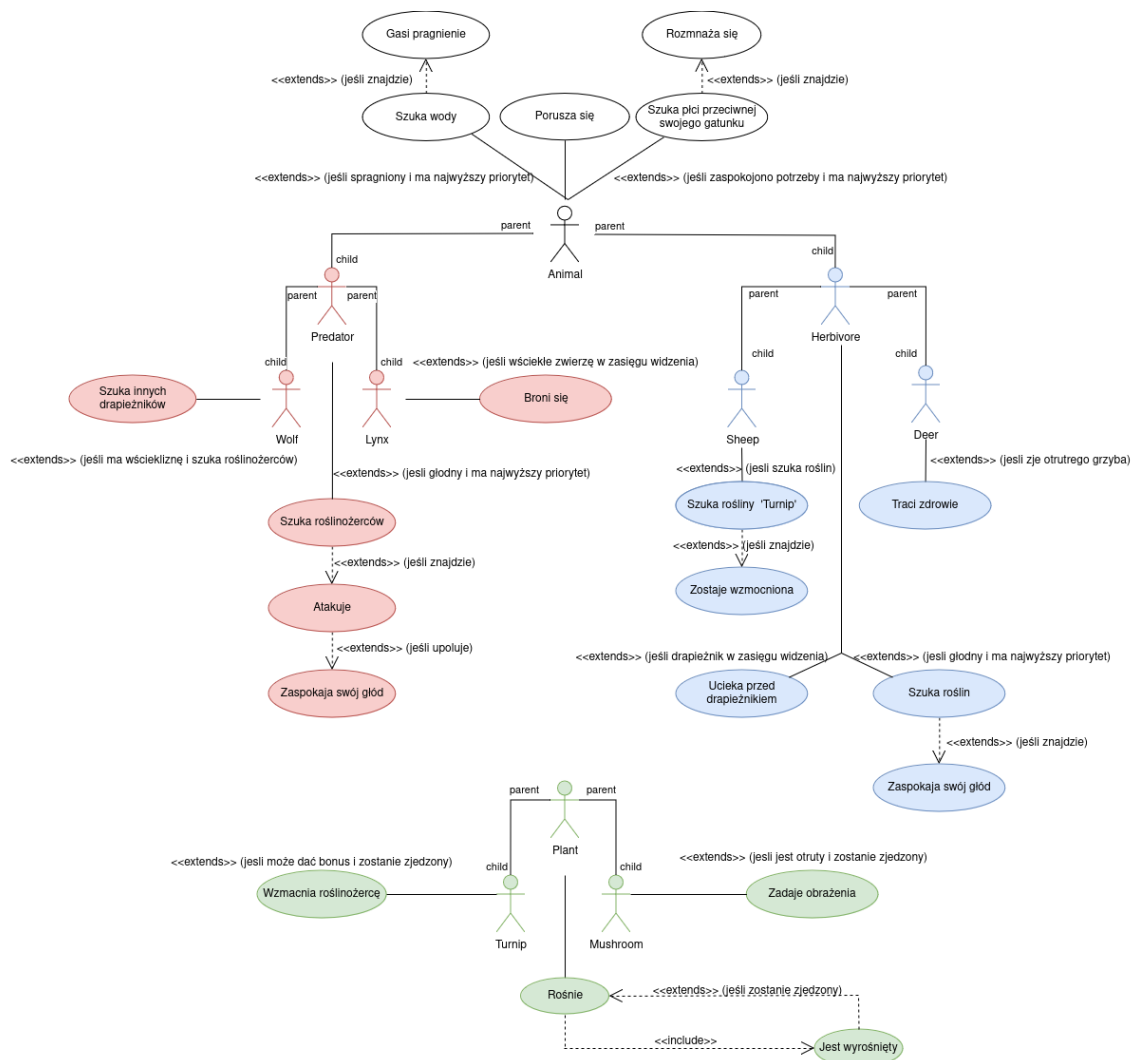 Gasi pragnienie
Rozmnaża się
<<extends>> (jeśli znajdzie)
<<extends>> (jeśli znajdzie)
Szuka wody
Porusza się
Szuka płci przeciwnej
swojego gatunku
<<extends>> (jeśli spragniony i ma najwyższy priorytet)
<<extends>> (jeśli zaspokojono potrzeby i ma najwyższy priorytet)
parent
parent
Animal
child
child
parent
parent
Predator
parent
parent
Herbivore
child
child
<<extends>> (jeśli wściekłe zwierzę w zasięgu widzenia)
child
child
Szuka innych
drapieżników
Broni się
Wolf
Lynx
Sheep
Deer
<<extends>> (jeśli ma wściekliznę i szuka roślinożerców)
<<extends>> (jesli głodny i ma najwyższy priorytet)
<<extends>> (jesli szuka roślin)
<<extends>> (jesli zje otrutrego grzyba)
Szuka roślinożerców
Szuka rośliny 'Turnip'
Traci zdrowie
<<extends>> (jeśli znajdzie)
<<extends>> (jeśli znajdzie)
Atakuje
Zostaje wzmocniona
<<extends>> (jeśli upoluje)
<<extends>> (jeśli drapieżnik w zasięgu widzenia)
<<extends>> (jesli głodny i ma najwyższy priorytet)
Zaspokaja swój głód
Ucieka przed
drapieżnikiem
Szuka roślin
<<extends>> (jeśli znajdzie)
Zaspokaja swój głód
parent
parent
Plant
<<extends>> (jesli może dać bonus i zostanie zjedzony)
child
child
<<extends>> (jesli jest otruty i zostanie zjedzony)
Wzmacnia roślinożercę
Zadaje obrażenia
Turnip
Mushroom
Rośnie
<<extends>> (jeśli zostanie zjedzony)
<<include>>
Jest wyrośnięty